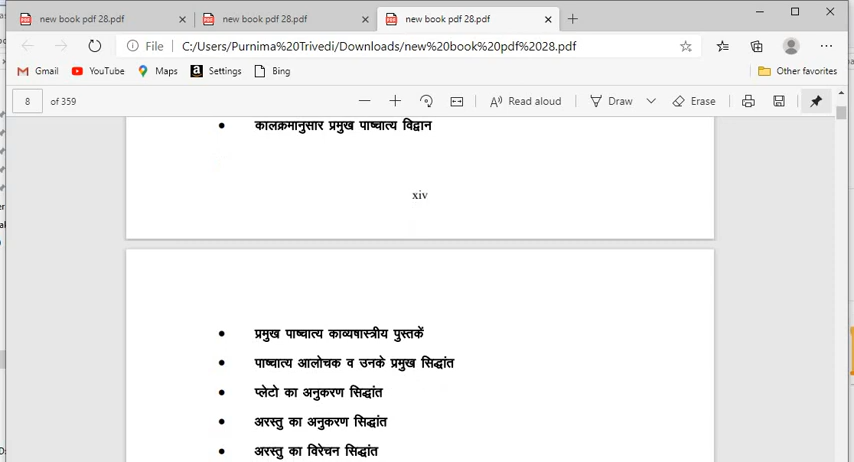 new book pdf 28.pdf
new book pdf 28.pdf
new book pdf 28.pdf
File
C:/Users/Purnima%20Trivedi/Downloads/new%20book%20pdf%2028.pdf
Gmail YouTube Maps Settings Bing Other favorites
8 of 359 Read aloud Draw Erase
• कालक्रमानुसार प्रमुख पाष्चात्य विद्वान
xiv
• प्रमुख पाष्चात्य काव्यषास्त्रीय पुस्तकें
• पाष्चात्य आलोचक व उनके प्रमुख सिद्धांत
• प्लेटो का अनुकरण सिद्धांत
• अरस्तु का अनुकरण सिद्धांत
• अरस्तु का विरेचन सिद्धांत